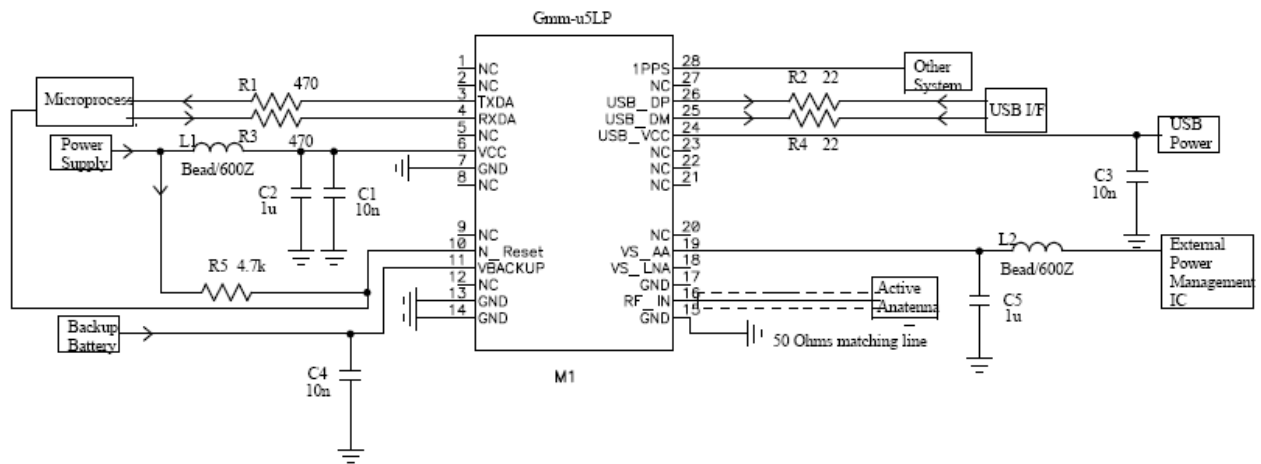 Gmm-u5LP
Microprocess
R1 470
R3 470
Power
Supply
L1
Bead/600Z
C2
1u
C1
10n
R5 4.7k
Backup
Battery
C4
10n
1 NC
2 NC
3 TXDA
4 RXDA
5 NC
6 VCC
7 GND
8 NC
9 NC
10 N_Reset
11 VBACKUP
12 NC
13 GND
14 GND
1PPS 28
NC 27
USB_DP 26
USB_DM 25
USB_VCC 24
NC 23
NC 22
NC 21
NC 20
VS_AA 19
VS_LNA 18
GND 17
RF_IN 16
GND 15
M1
Other
System
R2 22
R4 22
USB I/F
USB
Power
C3
10n
L2
Bead/600Z
External
Power
Management
IC
C5
1u
Active
Anatenna
50 Ohms matching line